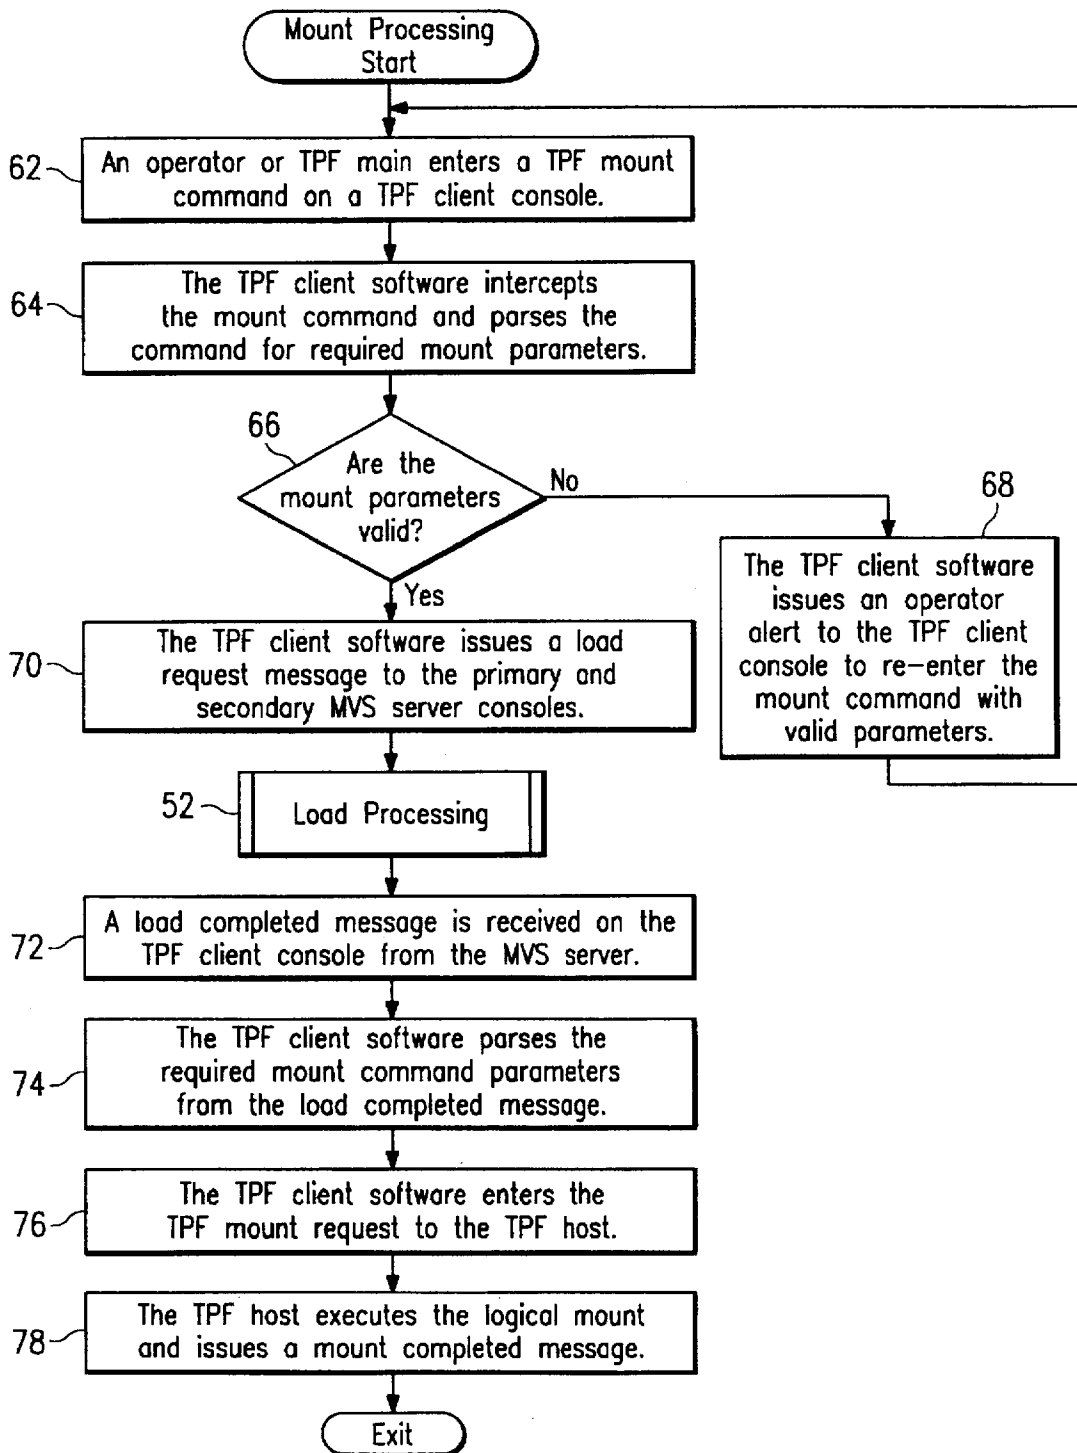 Mount Processing
Start
62
An operator or TPF main enters a TPF mount
command on a TPF client console.
64
The TPF client software intercepts
the mount command and parses the
command for required mount parameters.
66
Are the
mount parameters
valid?
No
Yes
68
The TPF client software
issues an operator
alert to the TPF client
console to re-enter the
mount command with
valid parameters.
70
The TPF client software issues a load
request message to the primary and
secondary MVS server consoles.
52
Load Processing
72
A load completed message is received on the
TPF client console from the MVS server.
74
The TPF client software parses the
required mount command parameters
from the load completed message.
76
The TPF client software enters the
TPF mount request to the TPF host.
78
The TPF host executes the logical mount
and issues a mount completed message.
Exit